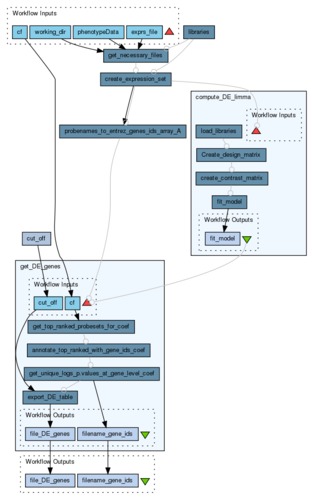 Workflow Inputs
cf
working_dir
phenotypeData
exprs_file
libraries
get_necessary_files
create_expression_set
probenames_to_entrez_genes_ids_array_A
compute_DE_limma
Workflow Inputs
load_libraries
Create_design_matrix
create_contrast_matrix
fit_model
Workflow Outputs
fit_model
cut_off
get_DE_genes
Workflow Inputs
cut_off
cf
get_top_ranked_probesets_for_coef
annotate_top_ranked_with_gene_ids_coef
get_unique_logs_p.values_at_gene_level_coef
export_DE_table
Workflow Outputs
file_DE_genes
filename_gene_ids
Workflow Outputs
file_DE_genes
filename_gene_ids